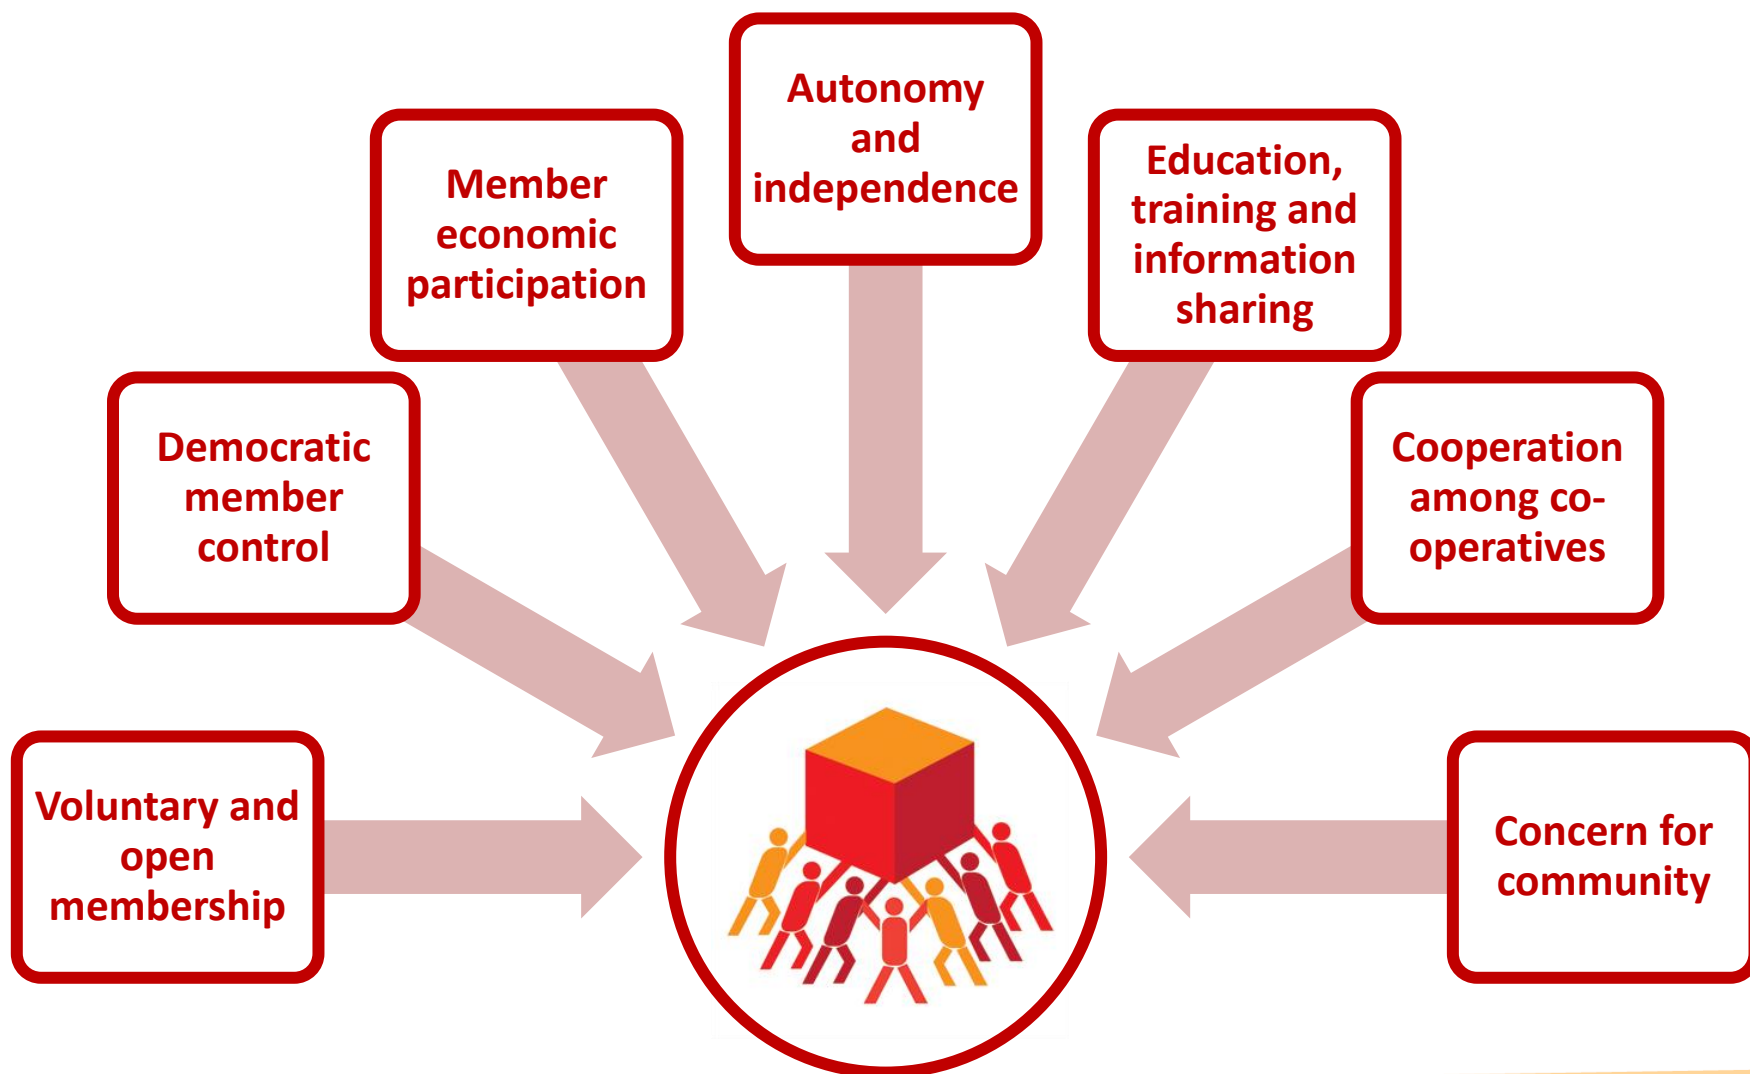 Autonomy
and
independence
Member
economic
participation
Education,
training and
information
sharing
Democratic
member
control
Cooperation
among co-
operatives
Voluntary and
open
membership
Concern for
community